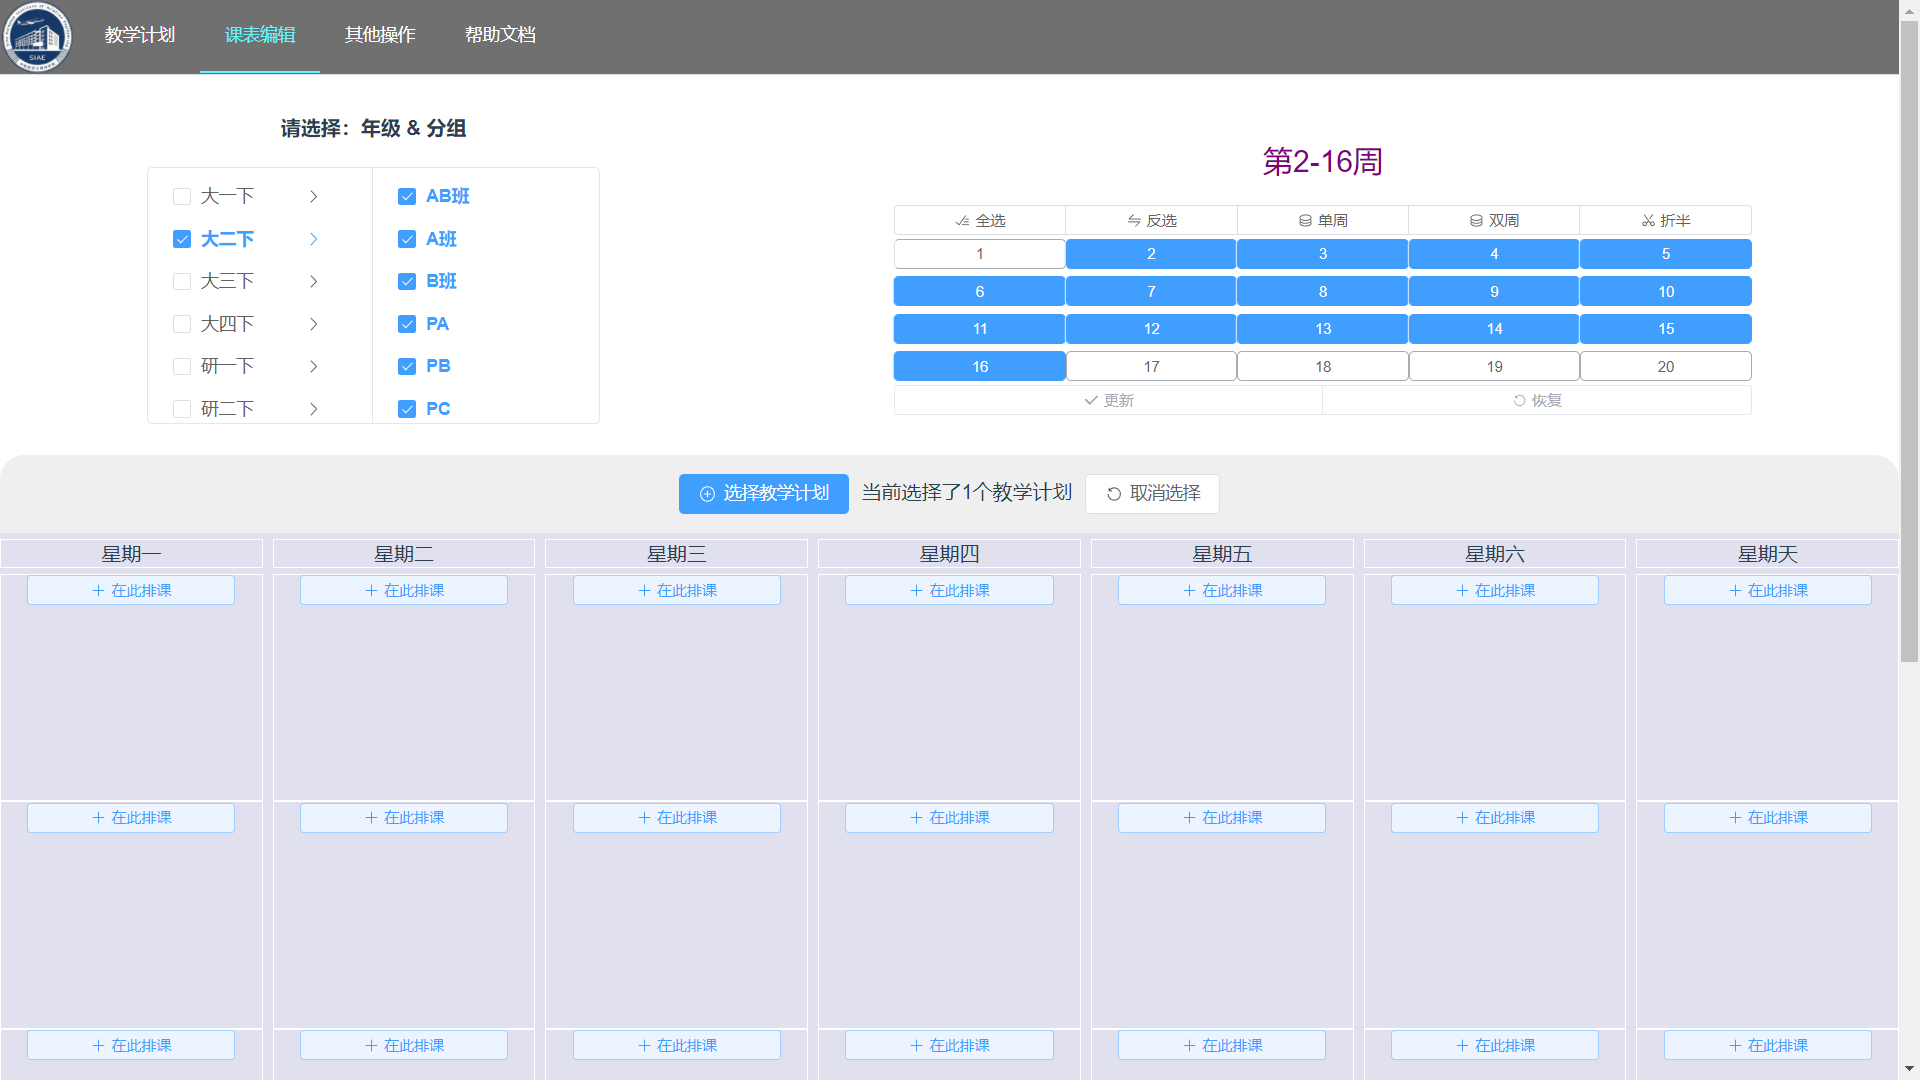 教学计划 课表编辑 其他操作 帮助文档
SIAE
请选择：年级 & 分组
大一下
大二下
大三下
大四下
研一下
研二下
AB班
A班
B班
PA
PB
PC
第2-16周
全选 反选 单周 双周 折半
1 2 3 4 5
6 7 8 9 10
11 12 13 14 15
16 17 18 19 20
更新 恢复
选择教学计划 当前选择了1个教学计划 取消选择
星期一 星期二 星期三 星期四 星期五 星期六 星期天
在此排课 在此排课 在此排课 在此排课 在此排课 在此排课 在此排课
在此排课 在此排课 在此排课 在此排课 在此排课 在此排课 在此排课
在此排课 在此排课 在此排课 在此排课 在此排课 在此排课 在此排课